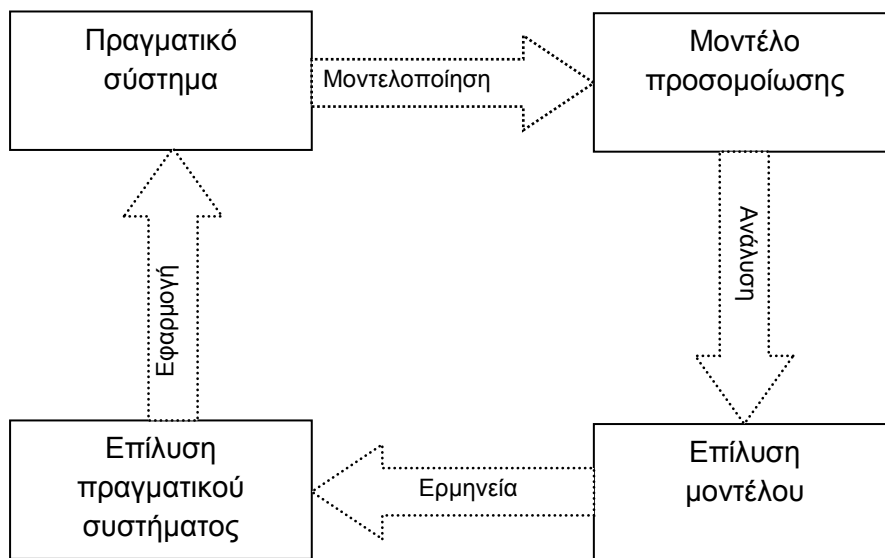 Πραγματικό
σύστημα
Μοντελοποίηση
Μοντέλο
προσομοίωσης
Ανάλυση
Επίλυση
μοντέλου
Ερμηνεία
Επίλυση
πραγματικού
συστήματος
Εφαρμογή